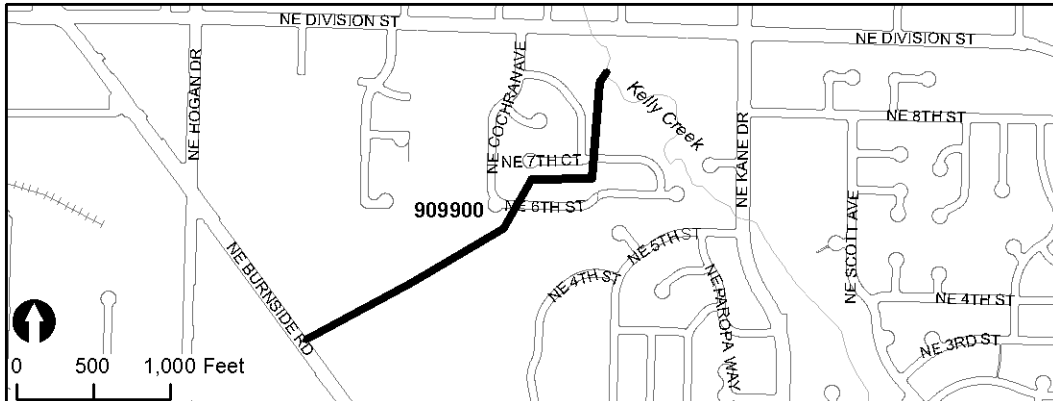 NE DIVISION ST
NE DIVISION ST
NE HOGAN DR
NE COCHRANAVE
Kelly Creek
NE KANE DR
NE 8TH ST
NE 7TH CT
909900
NE 6TH ST
NE SCOTT AVE
NE 5TH ST
NE 4TH ST
NE PAROPA WAY
NE BURNSIDE RD
NE 4TH ST
NE 3RD ST
0 500 1,000 Feet